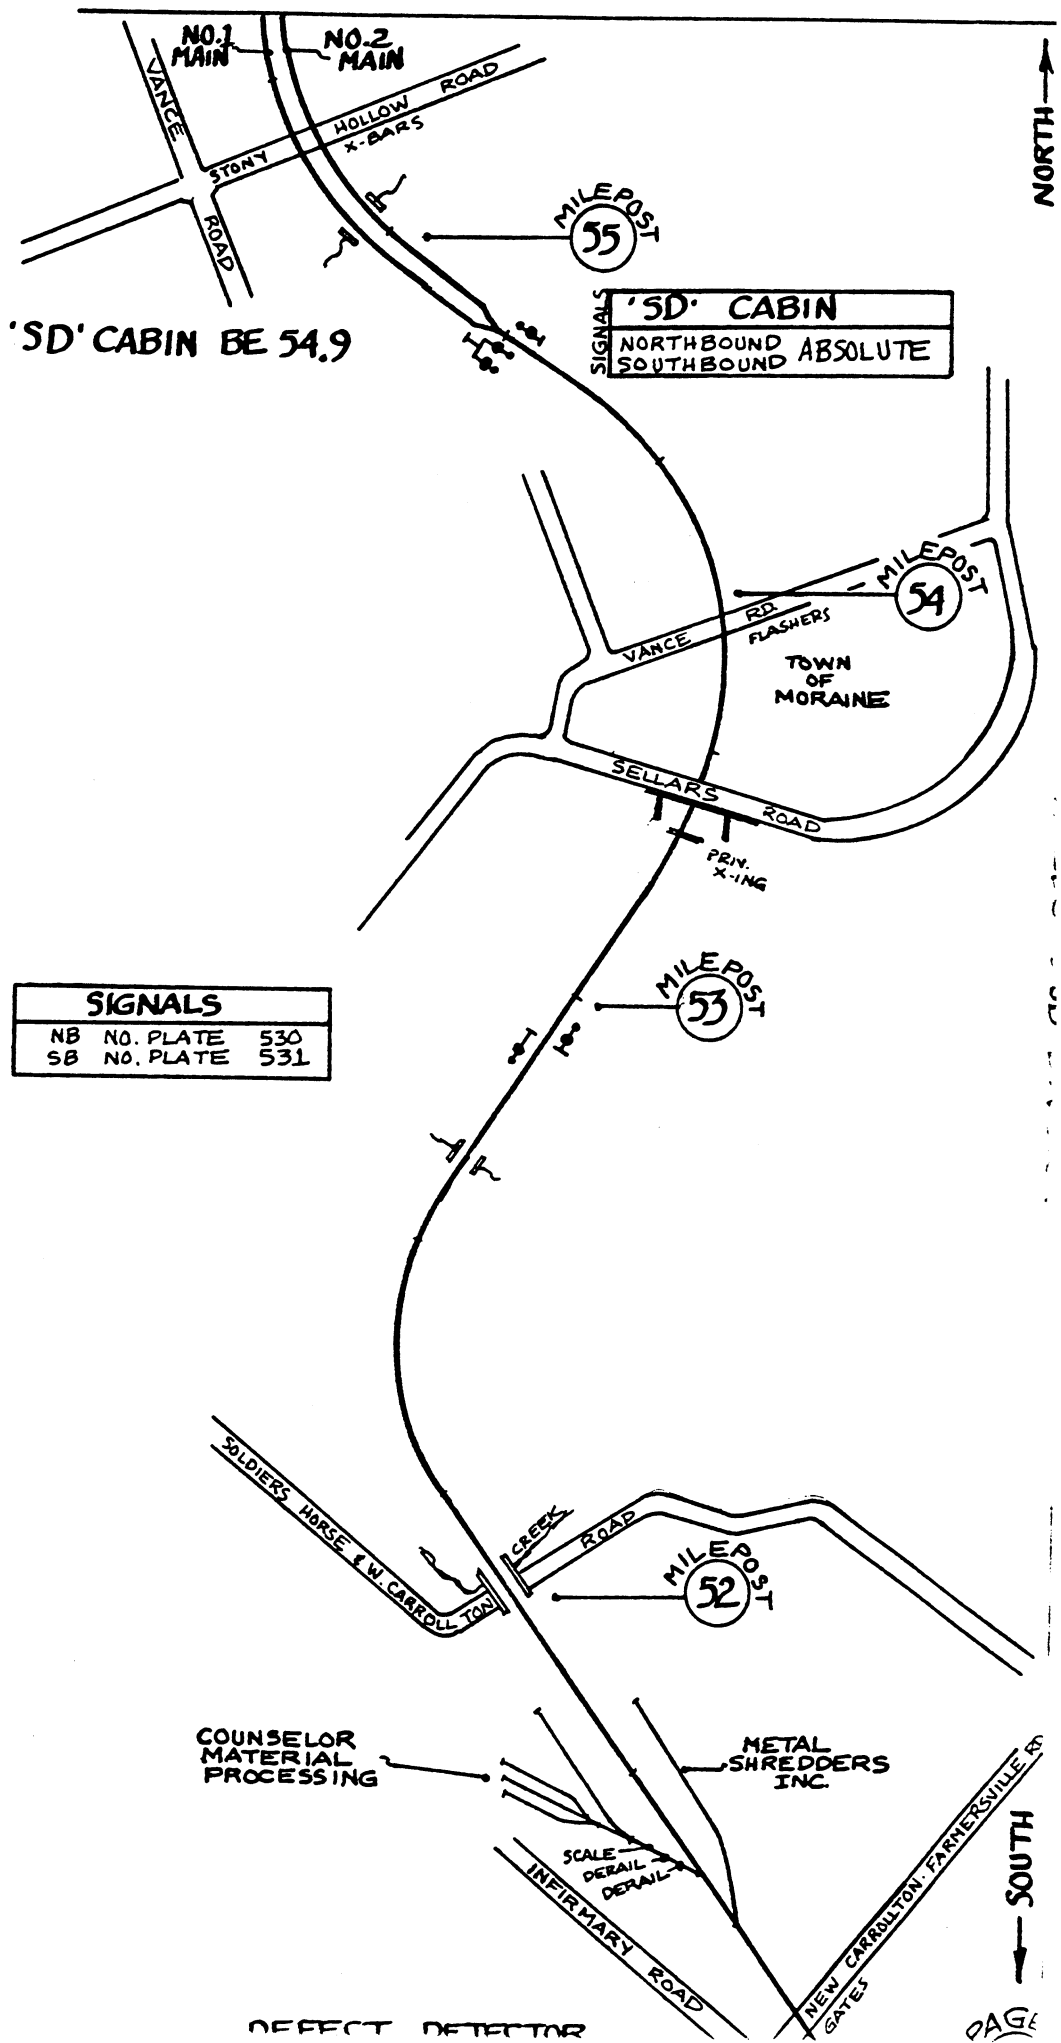 NO.1
MAIN
NO.2
MAIN
NORTH
VANCE
ROAD
STONY HOLLOW ROAD
X-BARS
MILEPOST
55
'SD' CABIN BE 54.9
SIGNALS
'SD' CABIN
NORTHBOUND
SOUTHBOUND ABSOLUTE
MILEPOST
54
VANCE RD.
FLASHERS
TOWN
OF
MORAINE
SELLARS ROAD
PRIV.
X-ING
MILEPOST
53
SIGNALS
NB NO. PLATE 530
SB NO. PLATE 531
SOLDIERS HORSE & W. CARROLLTON
CREEK
ROAD
MILEPOST
52
COUNSELOR
MATERIAL
PROCESSING
METAL
SHREDDERS
INC.
SCALE
DERAIL
DERAIL
INFIRMARY ROAD
NEW CARROLLTON-FARMERSVILLE RD
GATES
SOUTH
DEFECT DETECTOR
PAGE